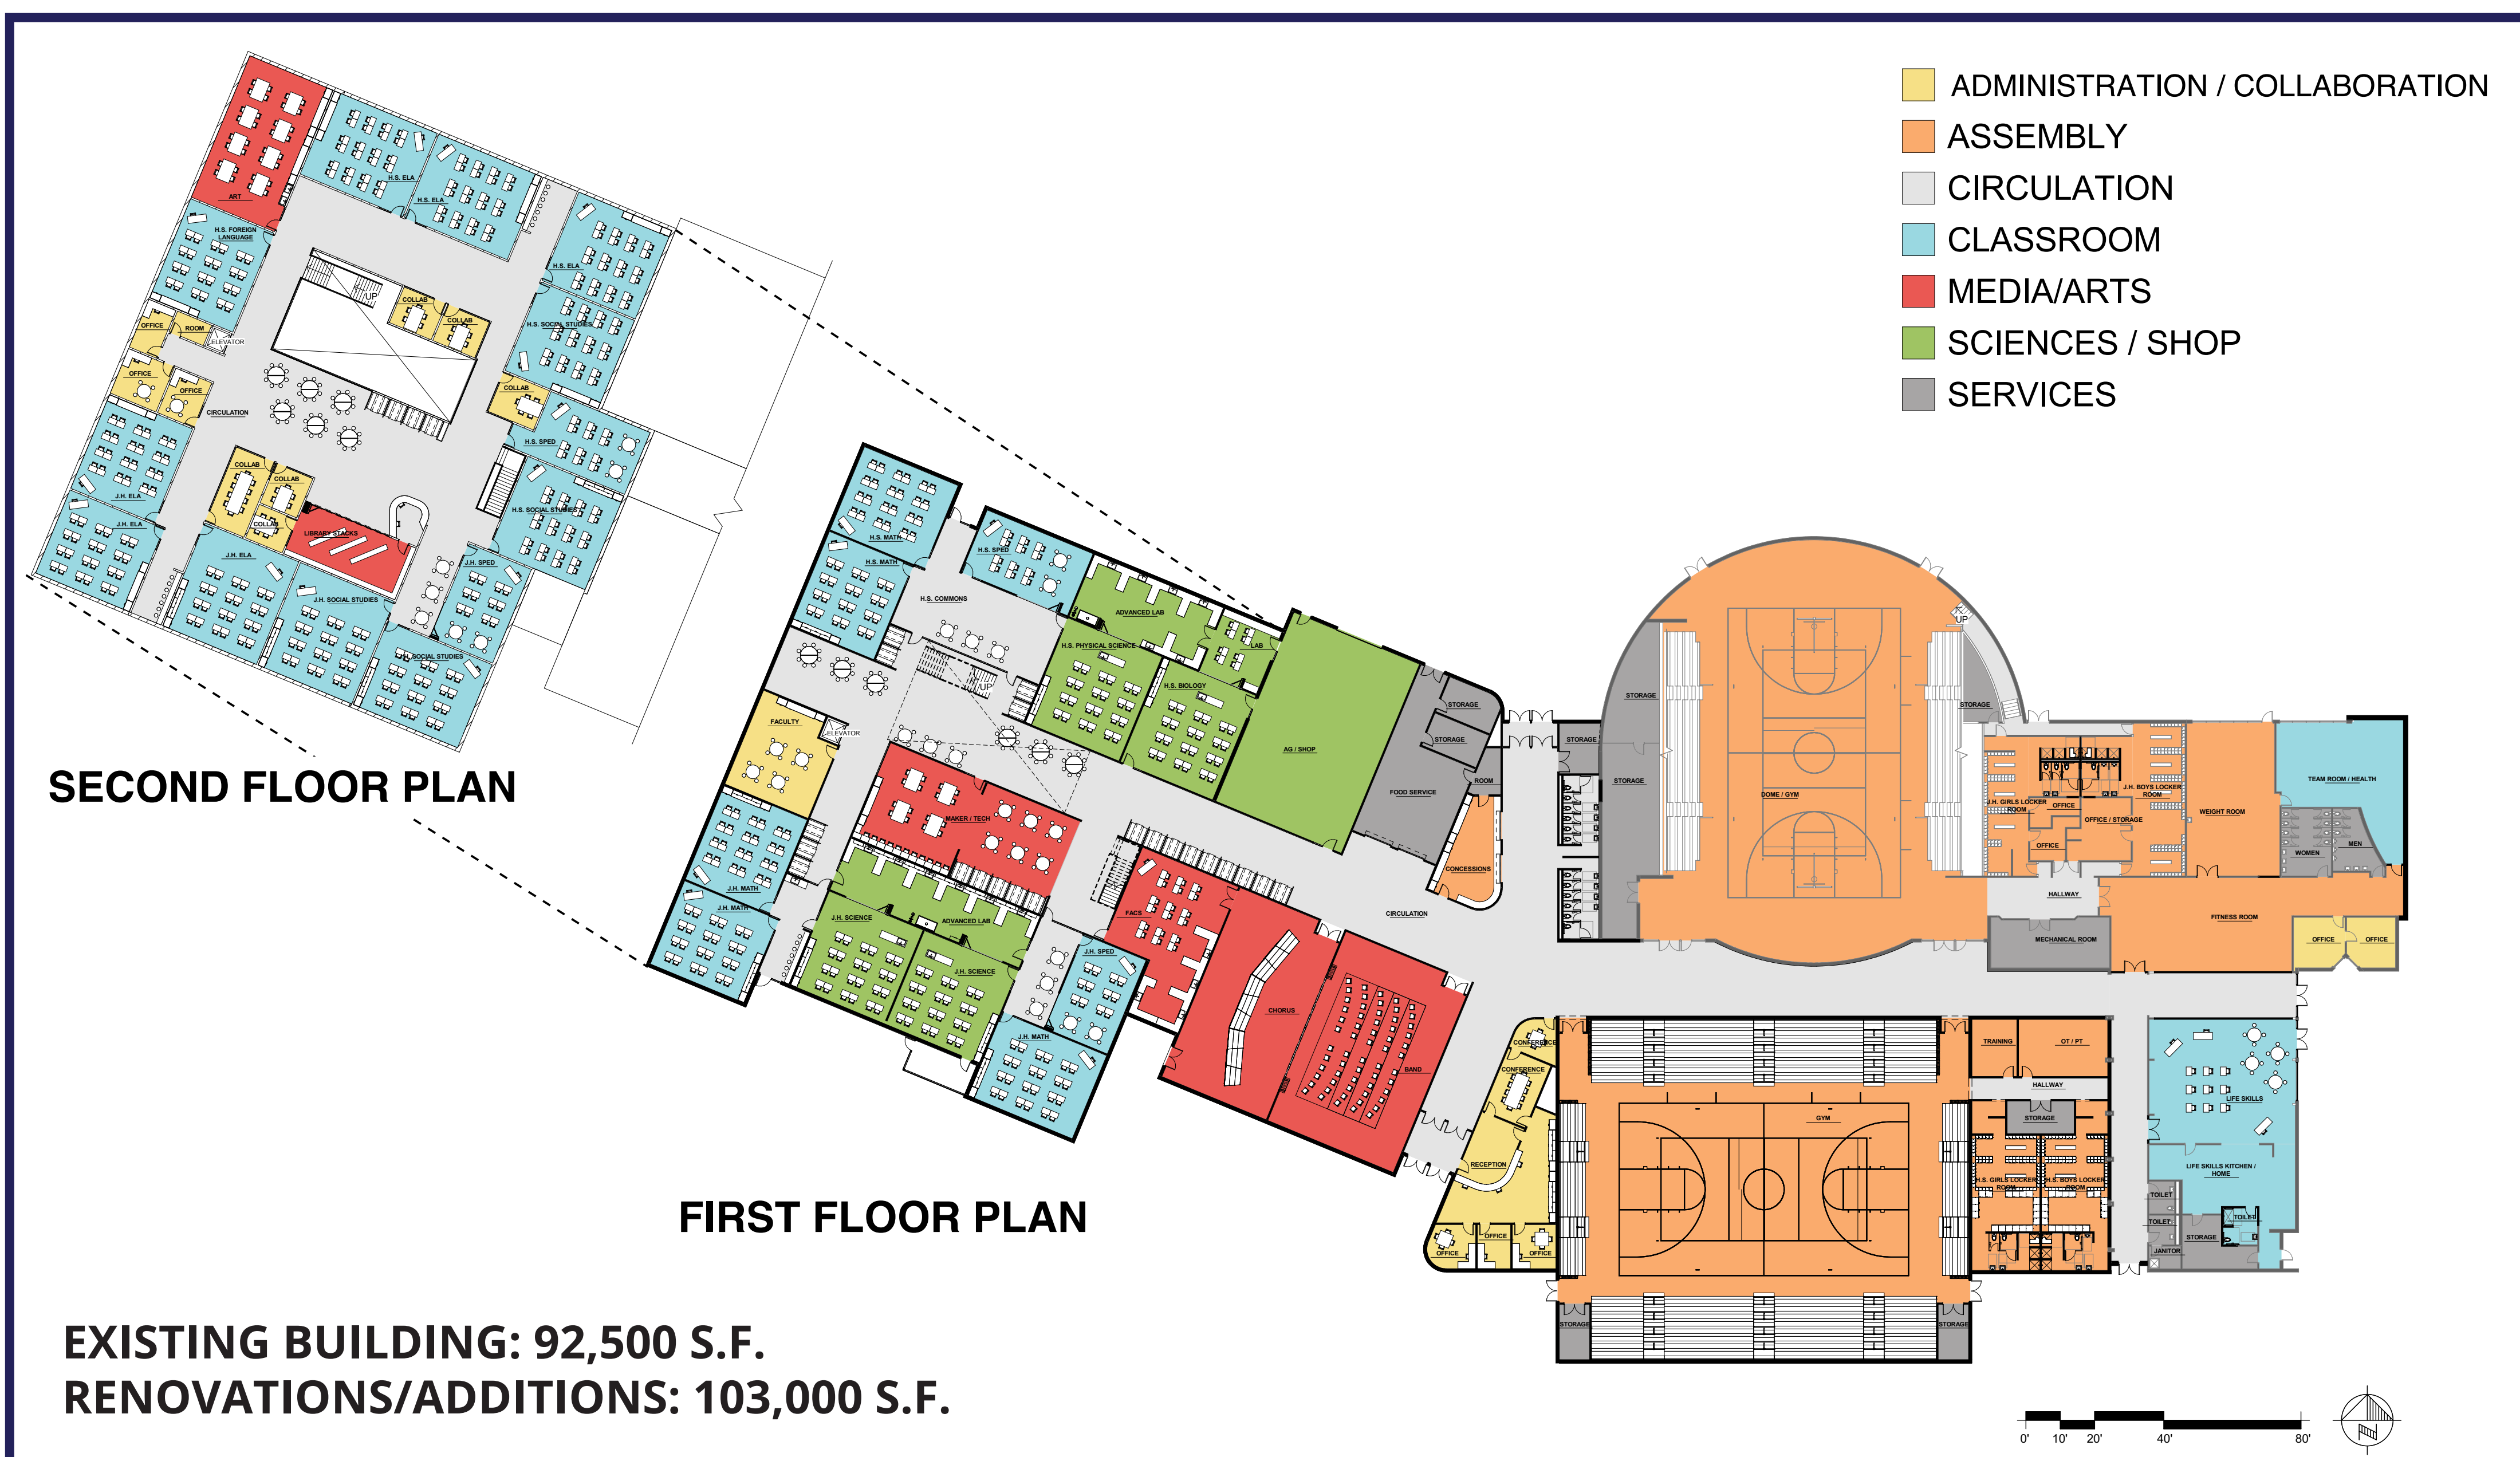 ADMINISTRATION / COLLABORATION
ASSEMBLY
CIRCULATION
CLASSROOM
MEDIA/ARTS
SCIENCES / SHOP
SERVICES
ART
H.S. ELA
H.S. ELA
H.S. FOREIGN
LANGUAGE
H.S. ELA
UP
COLLAB
COLLAB
H.S. SOCIAL STUDIES
OFFICE
ROOM
ELEVATOR
OFFICE
OFFICE
COLLAB
CIRCULATION
H.S. SPED
COLLAB
COLLAB
J.H. ELA
H.S. SOCIAL STUDIES
J.H. ELA
COLLAB
LIBRARY STACKS
J.H. ELA
J.H. SPED
J.H. SOCIAL STUDIES
SOCIAL STUDIES
SECOND FLOOR PLAN
H.S. MATH
H.S. SPED
H.S. MATH
H.S. COMMONS
ADVANCED LAB
H.S. PHYSICAL SCIENCE
LAB
UP
H.S. BIOLOGY
FACULTY
ELEVATOR
AG / SHOP
STORAGE
STORAGE
ROOM
FOOD SERVICE
MAKER / TECH
CONCESSIONS
J.H. MATH
J.H. MATH
J.H. SCIENCE
ADVANCED LAB
FACS
CIRCULATION
J.H. SPED
J.H. SCIENCE
CHORUS
J.H. MATH
BAND
FIRST FLOOR PLAN
UP
STORAGE
STORAGE
STORAGE
STORAGE
DOME / GYM
J.H. GIRLS LOCKER
ROOM
OFFICE
J.H. BOYS LOCKER
ROOM
OFFICE / STORAGE
OFFICE
WEIGHT ROOM
TEAM ROOM / HEALTH
WOMEN
MEN
HALLWAY
FITNESS ROOM
MECHANICAL ROOM
OFFICE
OFFICE
CONFERENCE
CONFERENCE
RECEPTION
OFFICE
OFFICE
OFFICE
GYM
TRAINING
OT / PT
HALLWAY
STORAGE
H.S. GIRLS LOCKER
ROOM
H.S. BOYS LOCKER
ROOM
LIFE SKILLS
LIFE SKILLS KITCHEN /
HOME
TOILET
TOILET
TOILET
STORAGE
JANITOR
STORAGE
STORAGE
EXISTING BUILDING: 92,500 S.F.
RENOVATIONS/ADDITIONS: 103,000 S.F.
0' 10' 20' 40' 80'
N